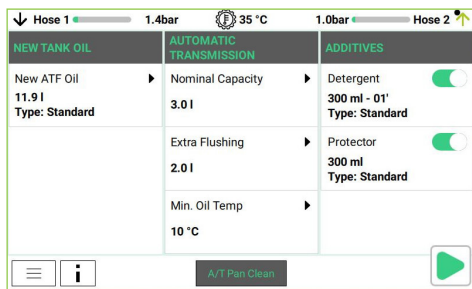 Hose 1 1.4bar 35 °C 1.0bar Hose 2
NEW TANK OIL
New ATF Oil
11.9 l
Type: Standard
AUTOMATIC
TRANSMISSION
Nominal Capacity
3.0 l
Extra Flushing
2.0 l
Min. Oil Temp
10 °C
ADDITIVES
Detergent
300 ml - 01'
Type: Standard
Protector
300 ml
Type: Standard
i
A/T Pan Clean